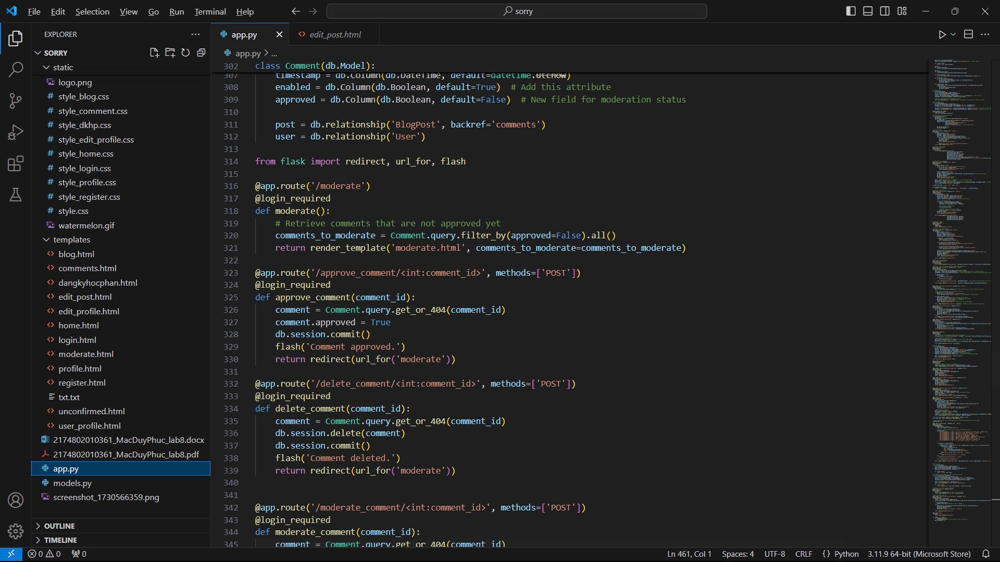 File Edit Selection View Go Run Terminal Help
sorry
EXPLORER
SORRY
static
logo.png
# style_blog.css
# style_comment.css
# style_dkhp.css
# style_edit_profile.css
# style_home.css
# style_login.css
# style_profile.css
# style_register.css
# style.css
watermelon.gif
templates
<> blog.html
<> comments.html
<> dangkyhocphan.html
<> edit_post.html
<> edit_profile.html
<> home.html
<> login.html
<> moderate.html
<> profile.html
<> register.html
txt.txt
<> unconfirmed.html
<> user_profile.html
2174802010361_MacDuyPhuc_lab8.docx
2174802010361_MacDuyPhuc_lab8.pdf
app.py
models.py
screenshot_1730566359.png
OUTLINE
TIMELINE
app.py
<> edit_post.html
app.py > ...
302 class Comment(db.Model):
307 timestamp = db.Column(db.DateTime, default=datetime.utcnow)
308 enabled = db.Column(db.Boolean, default=True) # Add this attribute
309 approved = db.Column(db.Boolean, default=False) # New field for moderation status
310
311 post = db.relationship('BlogPost', backref='comments')
312 user = db.relationship('User')
313
314 from flask import redirect, url_for, flash
315
316 @app.route('/moderate')
317 @login_required
318 def moderate():
319 # Retrieve comments that are not approved yet
320 comments_to_moderate = Comment.query.filter_by(approved=False).all()
321 return render_template('moderate.html', comments_to_moderate=comments_to_moderate)
322
323 @app.route('/approve_comment/<int:comment_id>', methods=['POST'])
324 @login_required
325 def approve_comment(comment_id):
326 comment = Comment.query.get_or_404(comment_id)
327 comment.approved = True
328 db.session.commit()
329 flash('Comment approved.')
330 return redirect(url_for('moderate'))
331
332 @app.route('/delete_comment/<int:comment_id>', methods=['POST'])
333 @login_required
334 def delete_comment(comment_id):
335 comment = Comment.query.get_or_404(comment_id)
336 db.session.delete(comment)
337 db.session.commit()
338 flash('Comment deleted.')
339 return redirect(url_for('moderate'))
340
341
342 @app.route('/moderate_comment/<int:comment_id>', methods=['POST'])
343 @login_required
344 def moderate_comment(comment_id):
345 comment = Comment.query.get_or_404(comment_id)
0 0 0
Ln 461, Col 1 Spaces: 4 UTF-8 CRLF {} Python 3.11.9 64-bit (Microsoft Store)